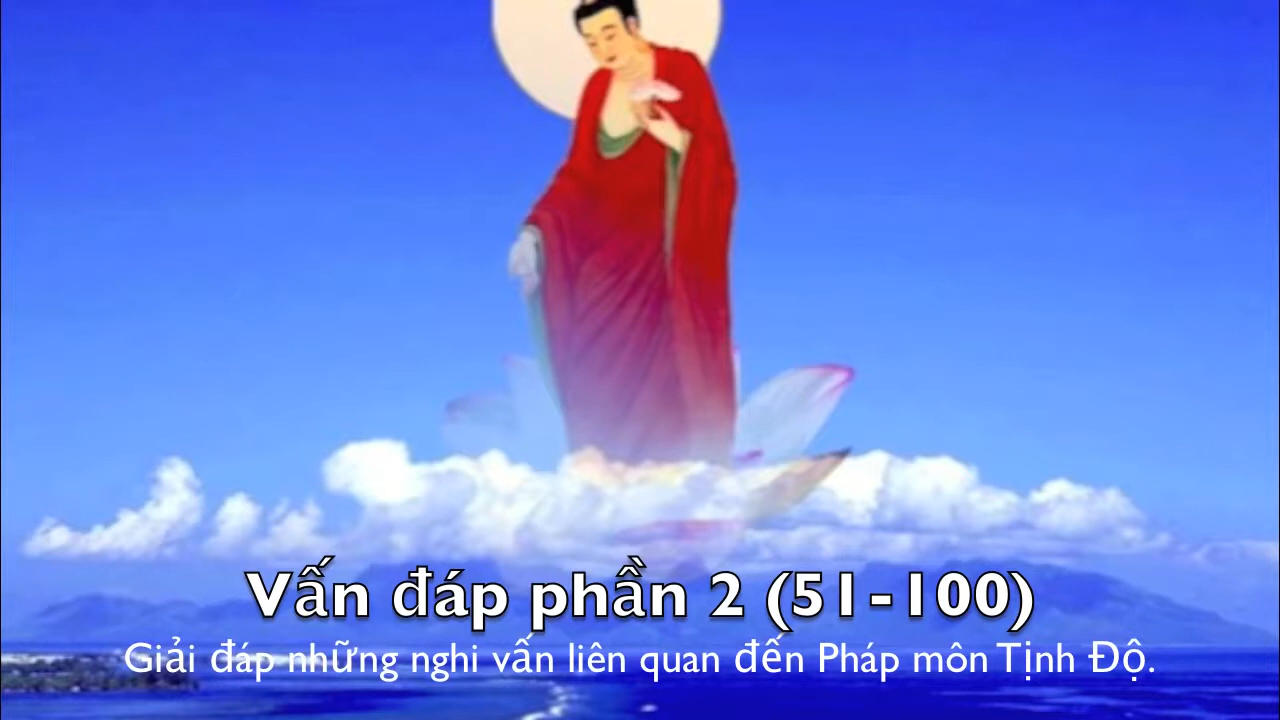 Vấn đáp phần 2 (51-100)
Giải đáp những nghi vấn liên quan đến Pháp môn Tịnh Độ.